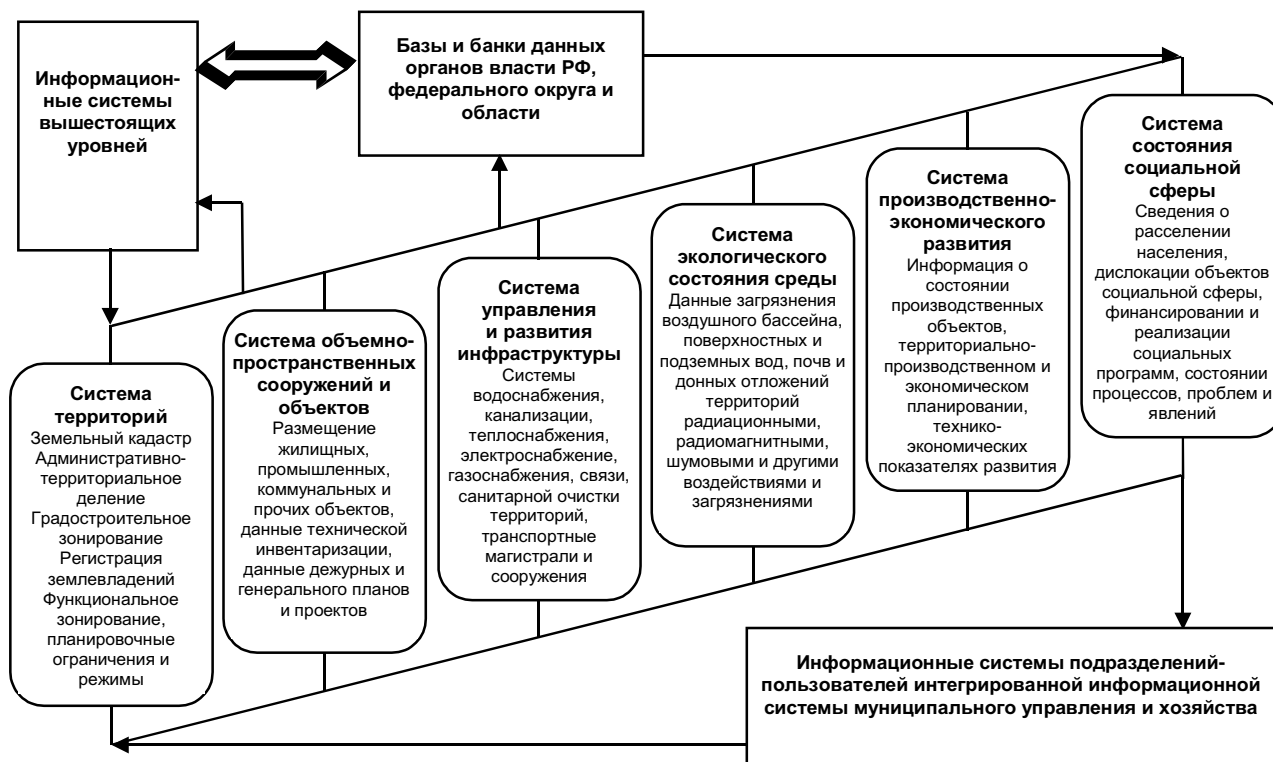 Информацион-
ные системы
вышестоящих
уровней
Базы и банки данных
органов власти РФ,
федерального округа и
области
Система
территорий
Земельный кадастр
Административно-
территориальное
деление
Градостроительное
зонирование
Регистрация
землевладений
Функциональное
зонирование,
планировочные
ограничения и
режимы
Система объемно-
пространственных
сооружений и
объектов
Размещение
жилищных,
промышленных,
коммунальных и
прочих объектов,
данные технической
инвентаризации,
данные дежурных и
генерального планов
и проектов
Система
управления
и развития
инфраструктуры
Системы
водоснабжения,
канализации,
теплоснабжения,
электроснабжение,
газоснабжения, связи,
санитарной очистки
территорий,
транспортные
магистрали и
сооружения
Система
экологического
состояния среды
Данные загрязнения
воздушного бассейна,
поверхностных и
подземных вод, почв и
донных отложений
территорий
радиационными,
радиомагнитными,
шумовыми и другими
воздействиями и
загрязнениями
Система
производственно-
экономического
развития
Информация о
состоянии
производственных
объектов,
территориально-
производственном и
экономическом
планировании,
технико-
экономических
показателях развития
Система
состояния
социальной
сферы
Сведения о
расселении
населения,
дислокации объектов
социальной сферы,
финансировании и
реализации
социальных
программ, состоянии
процессов, проблем и
явлений
Информационные системы подразделений-
пользователей интегрированной информационной
системы муниципального управления и хозяйства